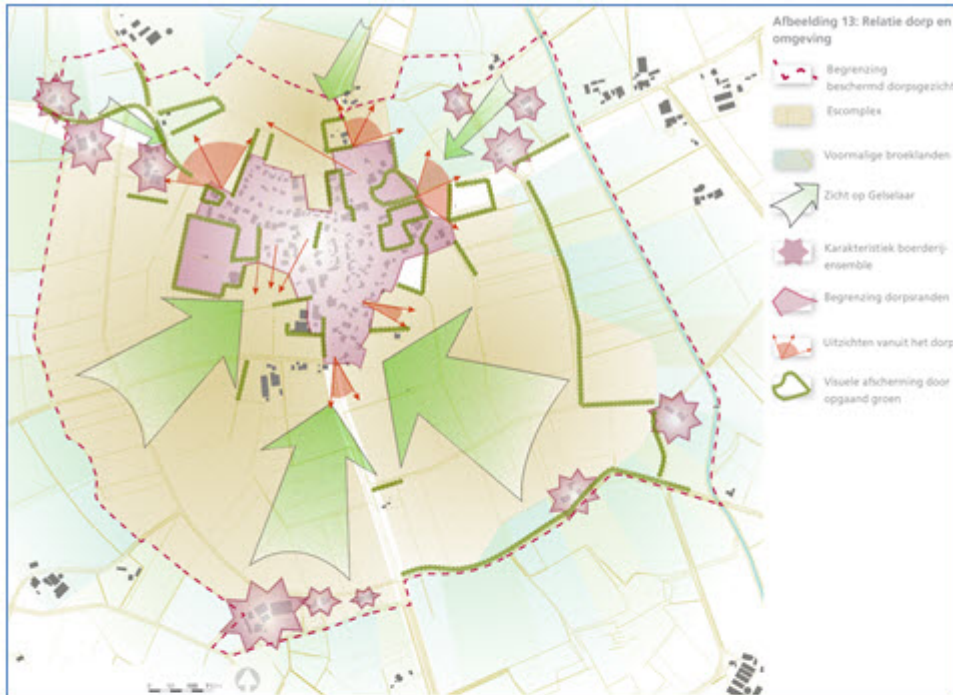 Afbeelding 13: Relatie dorp en
omgeving
Begrenzing
beschermd dorpsgezicht
Escomplex
Voormalige broeklanden
Zicht op Gelselaar
Karakteristiek boerderij-
ensemble
Begrenzing dorpsranden
Uitzichten vanuit het dorp
Visuele afscherming door
opgaand groen